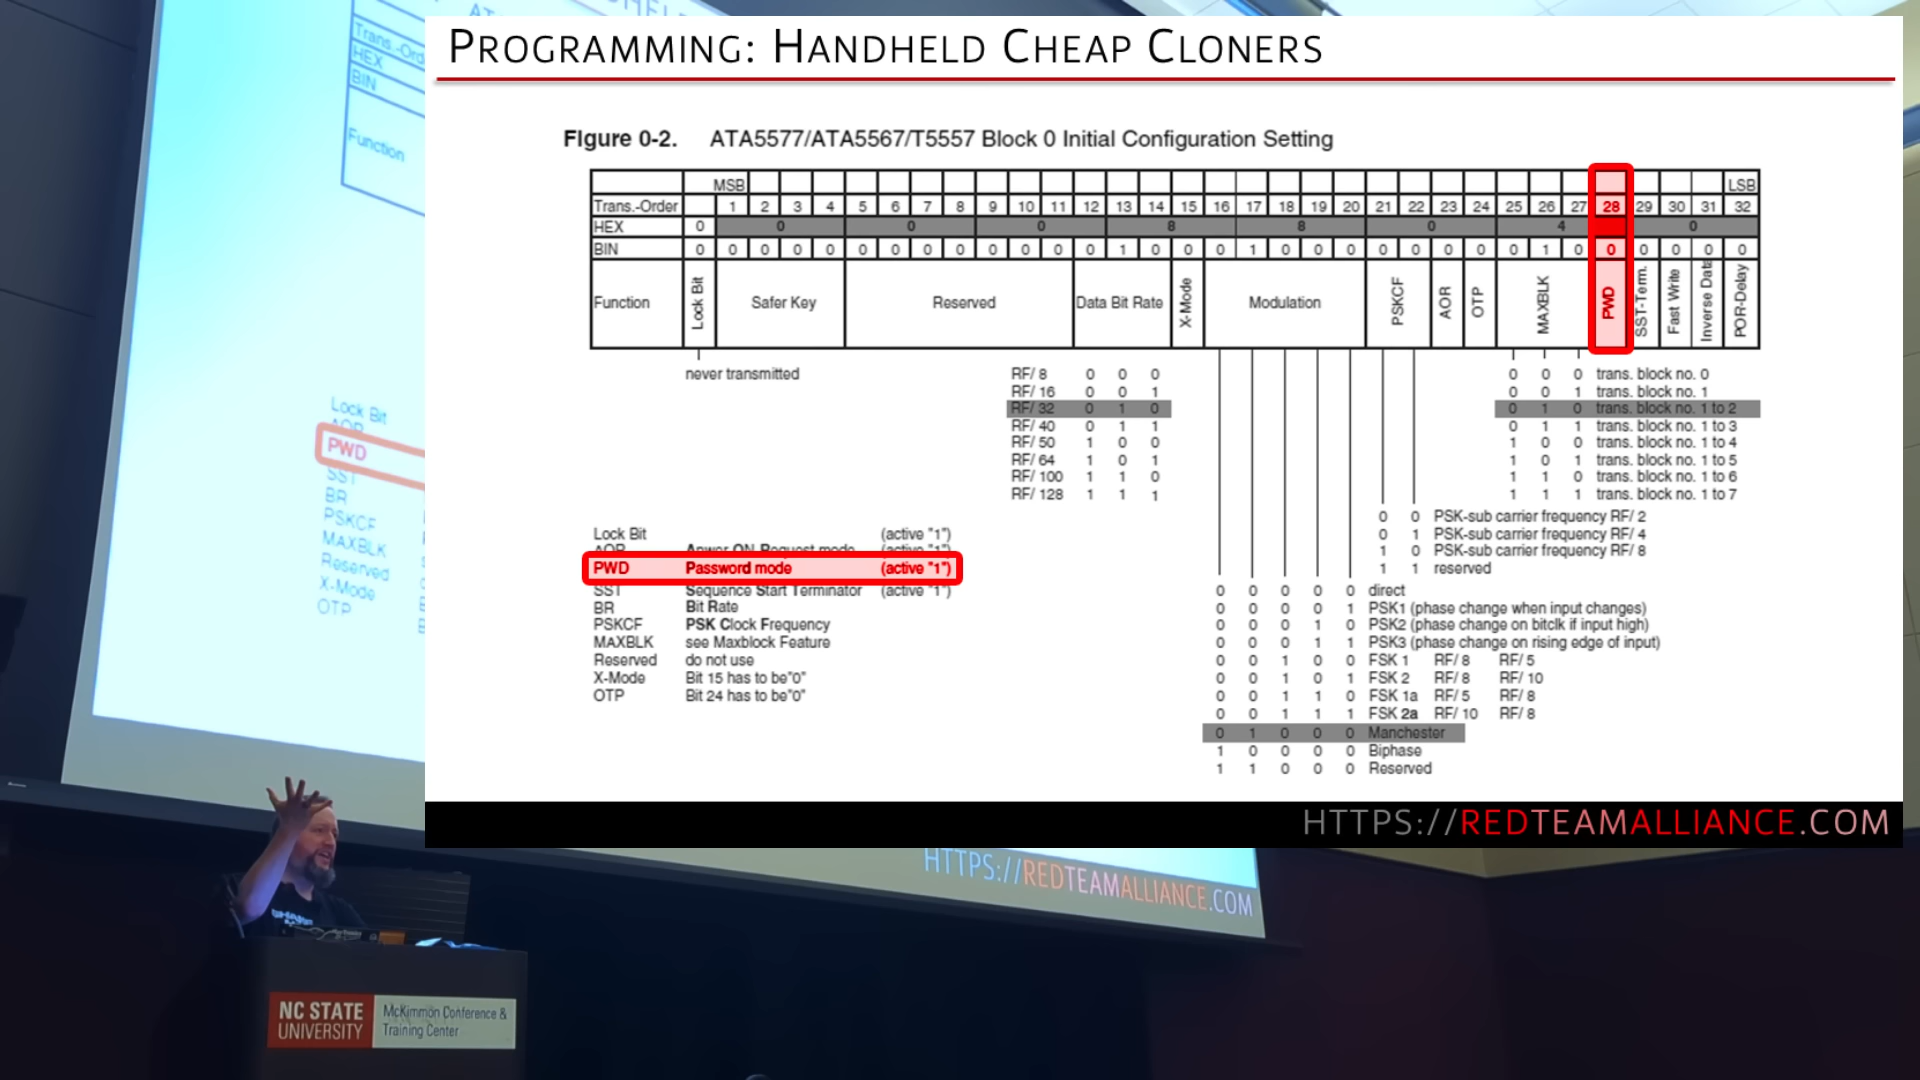 PROGRAMMING: HANDHELD CHEAP CLONERS
Figure 0-2. ATA5577/ATA5567/T5557 Block 0 Initial Configuration Setting
MSB LSB
Trans.-Order 1 2 3 4 5 6 7 8 9 10 11 12 13 14 15 16 17 18 19 20 21 22 23 24 25 26 27 28 29 30 31 32
HEX 0 0 0 0 8 8 0 4 0
BIN 0 0 0 0 0 0 0 0 0 0 0 0 0 1 0 0 0 1 0 0 0 0 0 0 0 0 1 0 0 0 0 0 0
Function Lock Bit Safer Key Reserved Data Bit Rate X-Mode Modulation PSKCF AOR OTP MAXBLK PWD SST-Term. Fast Write Inverse Data POR-Delay
never transmitted
RF/ 8 0 0 0
RF/ 16 0 0 1
RF/ 32 0 1 0
RF/ 40 0 1 1
RF/ 50 1 0 0
RF/ 64 1 0 1
RF/ 100 1 1 0
RF/ 128 1 1 1
0 0 0 trans. block no. 0
0 0 1 trans. block no. 1
0 1 0 trans. block no. 1 to 2
0 1 1 trans. block no. 1 to 3
1 0 0 trans. block no. 1 to 4
1 0 1 trans. block no. 1 to 5
1 1 0 trans. block no. 1 to 6
1 1 1 trans. block no. 1 to 7
0 0 PSK-sub carrier frequency RF/ 2
0 1 PSK-sub carrier frequency RF/ 4
1 0 PSK-sub carrier frequency RF/ 8
1 1 reserved
Lock Bit (active "1")
AOR Anwer ON Request mode (active "1")
PWD Password mode (active "1")
SST Sequence Start Terminator (active "1")
BR Bit Rate
PSKCF PSK Clock Frequency
MAXBLK see Maxblock Feature
Reserved do not use
X-Mode Bit 15 has to be"0"
OTP Bit 24 has to be"0"
0 0 0 0 0 direct
0 0 0 0 1 PSK1 (phase change when input changes)
0 0 0 1 0 PSK2 (phase change on bitclk if input high)
0 0 0 1 1 PSK3 (phase change on rising edge of input)
0 0 1 0 0 FSK 1 RF/ 8 RF/ 5
0 0 1 0 1 FSK 2 RF/ 8 RF/ 10
0 0 1 1 0 FSK 1a RF/ 5 RF/ 8
0 0 1 1 1 FSK 2a RF/ 10 RF/ 8
0 1 0 0 0 Manchester
1 0 0 0 0 Biphase
1 1 0 0 0 Reserved
HTTPS://REDTEAMALLIANCE.COM
AT
Trans.-Ord
HEX
BIN
Function
Lock Bit
AOR
PWD
SST
BR
PSKCF
MAXBLK
Reserved
X-Mode
OTP
HTTPS://REDTEAMALLIANCE.COM
NC STATE
UNIVERSITY
McKimmon Conference &
Training Center